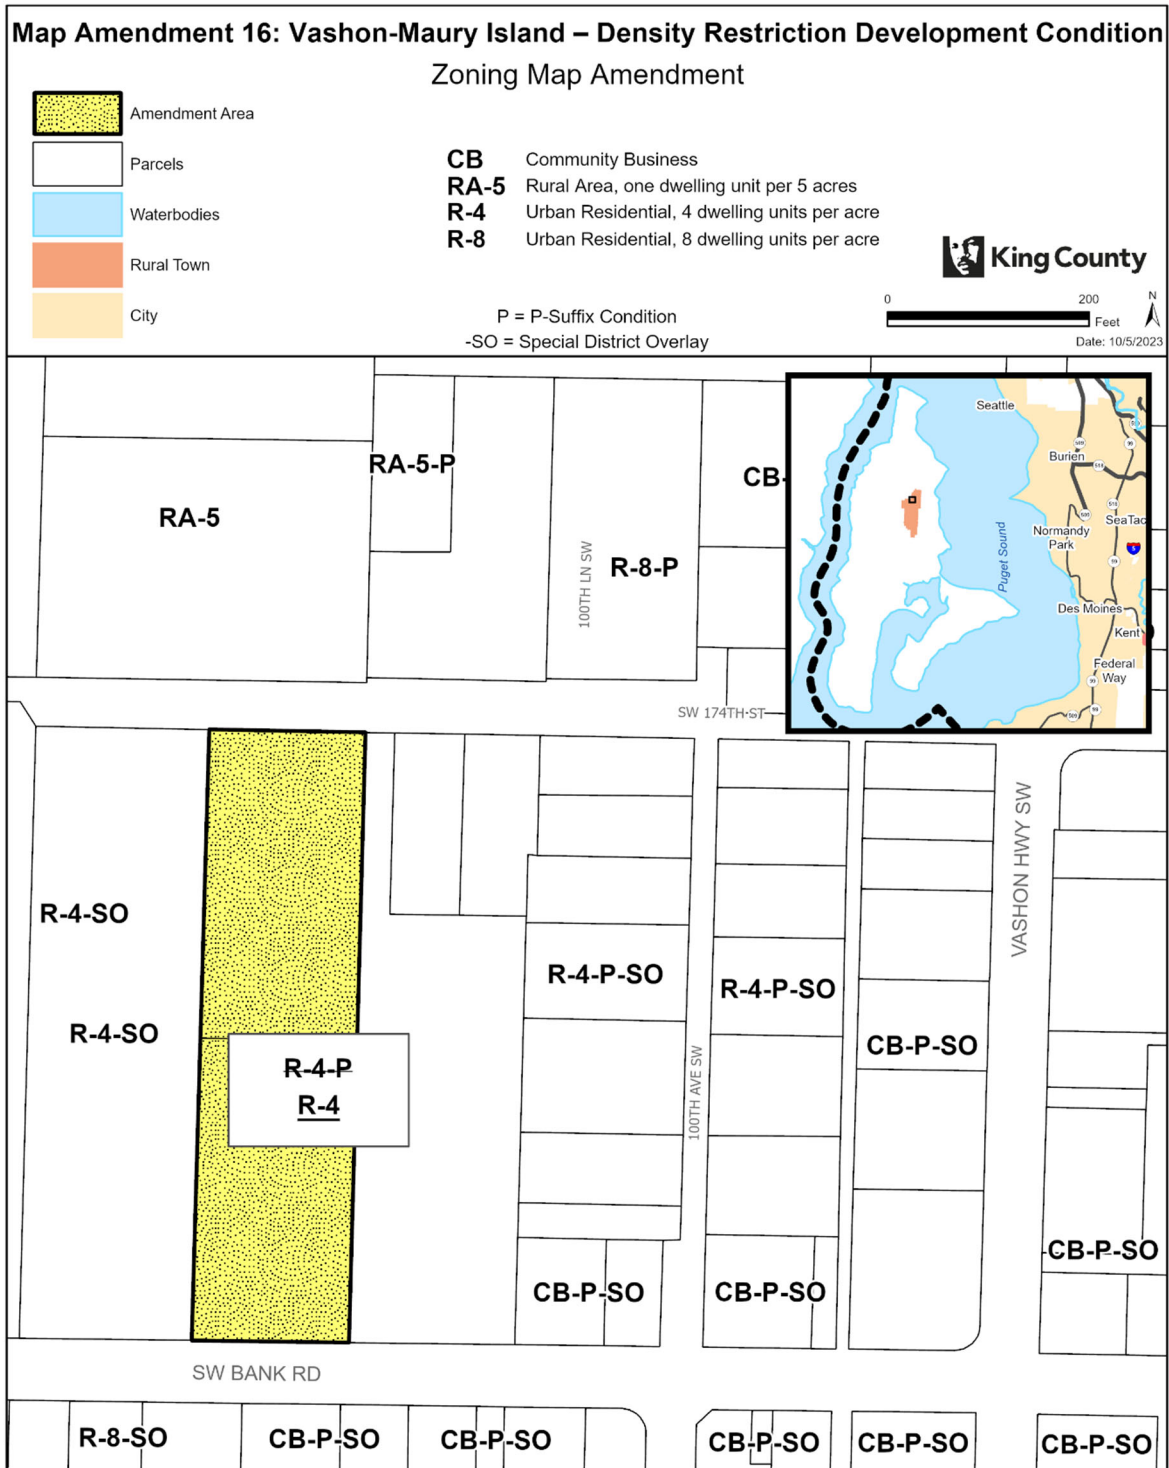 Map Amendment 16: Vashon-Maury Island – Density Restriction Development Condition
Zoning Map Amendment
Amendment Area
Parcels
Waterbodies
Rural Town
City
CB Community Business
RA-5 Rural Area, one dwelling unit per 5 acres
R-4 Urban Residential, 4 dwelling units per acre
R-8 Urban Residential, 8 dwelling units per acre
P = P-Suffix Condition
-SO = Special District Overlay
King County
0 200
Feet
N
Date: 10/5/2023
RA-5
RA-5-P
100TH LN SW
R-8-P
CB-
SW 174TH ST
Seattle
Burien
Normandy
Park
SeaTac
Puget Sound
Des Moines
Kent
Federal
Way
509
518
99
5
R-4-SO
R-4-SO
R-4-P
R-4
R-4-P-SO
R-4-P-SO
100TH AVE SW
CB-P-SO
VASHON HWY SW
CB-P-SO
CB-P-SO
CB-P-SO
SW BANK RD
R-8-SO
CB-P-SO
CB-P-SO
CB-P-SO
CB-P-SO
CB-P-SO